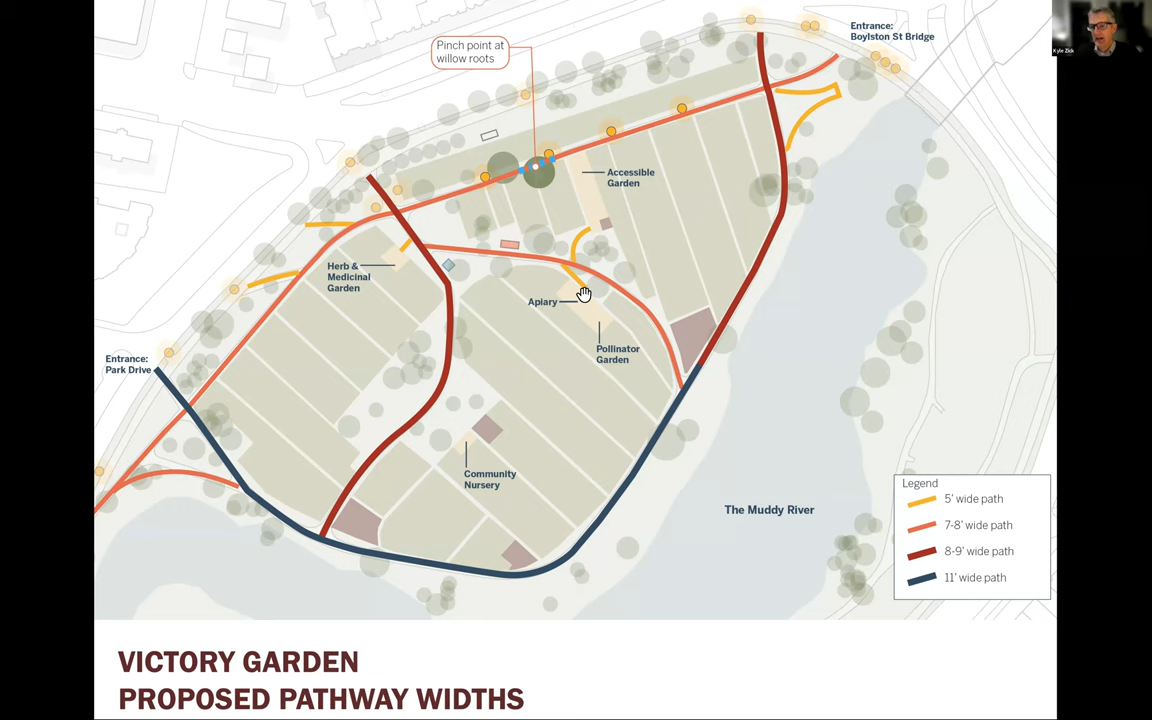 Pinch point at
willow roots
Entrance:
Boylston St Bridge
Kyle Zick
Accessible
Garden
Herb &
Medicinal
Garden
Apiary
Pollinator
Garden
Entrance:
Park Drive
Community
Nursery
The Muddy River
Legend
5' wide path
7-8' wide path
8-9' wide path
11' wide path
VICTORY GARDEN
PROPOSED PATHWAY WIDTHS